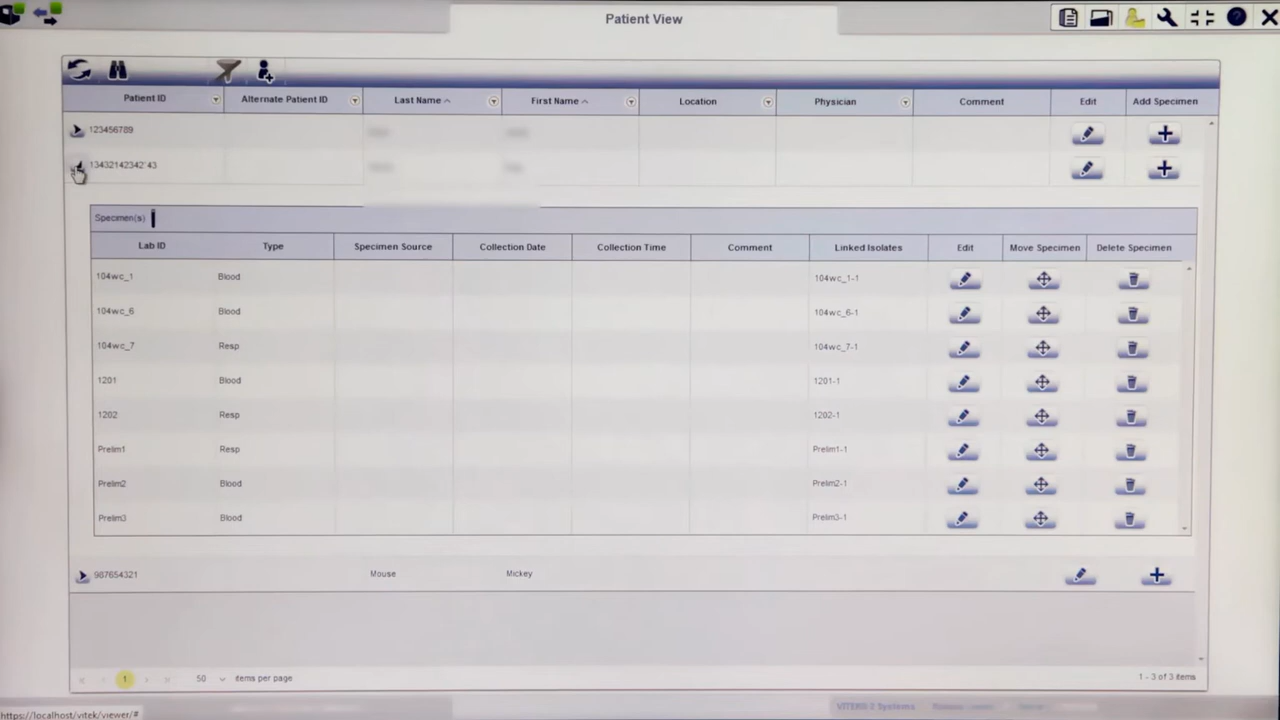 Patient View
Patient ID Alternate Patient ID Last Name First Name Location Physician Comment Edit Add Specimen
123456789
Specimen(s)
Lab ID Type Specimen Source Collection Date Collection Time Comment Linked Isolates Edit Move Specimen Delete Specimen
104wc_1 Blood 104wc_1-1
104wc_6 Blood 104wc_6-1
104wc_7 Resp 104wc_7-1
1201 Blood 1201-1
1202 Resp 1202-1
Prelim1 Resp Prelim1-1
Prelim2 Blood Prelim2-1
Prelim3 Blood Prelim3-1
987654321 Mouse Mickey
1 50 items per page 1 - 3 of 3 items
https://localhost/vitek/viewer/#